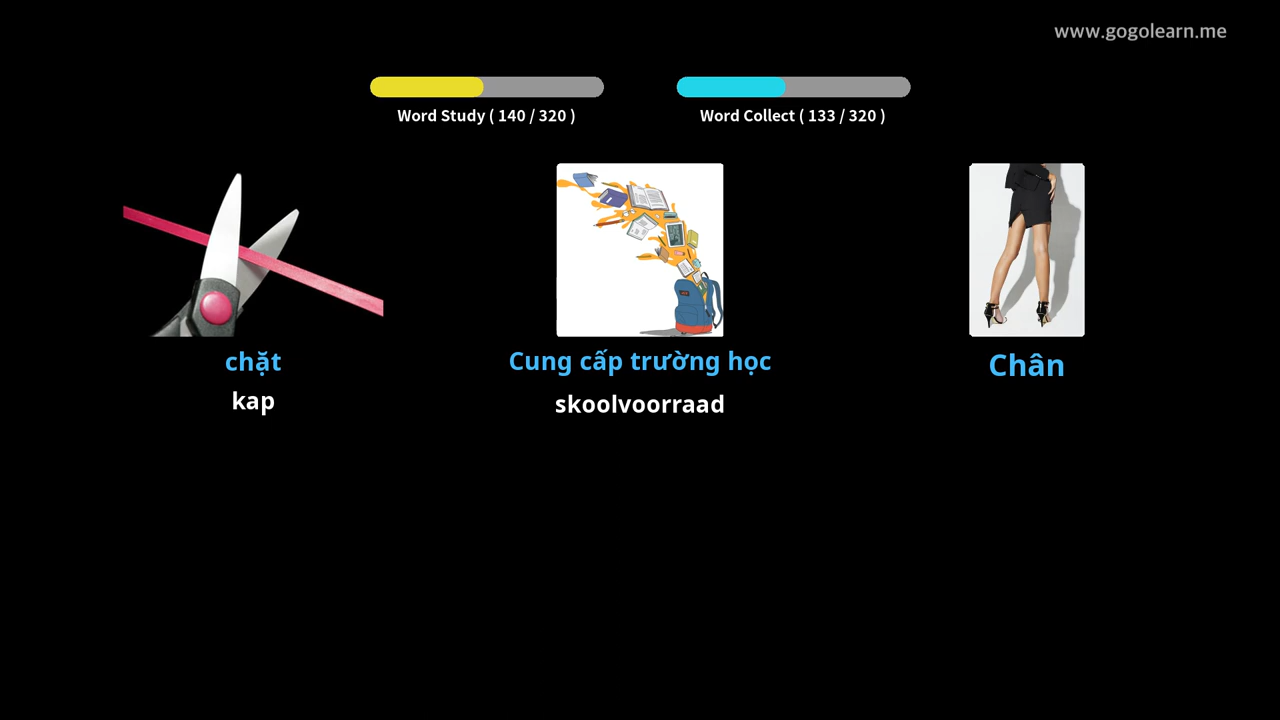 www.gogolearn.me
Word Study ( 140 / 320 )
Word Collect ( 133 / 320 )
chặt
kap
Cung cấp trường học
skoolvoorraad
Chân